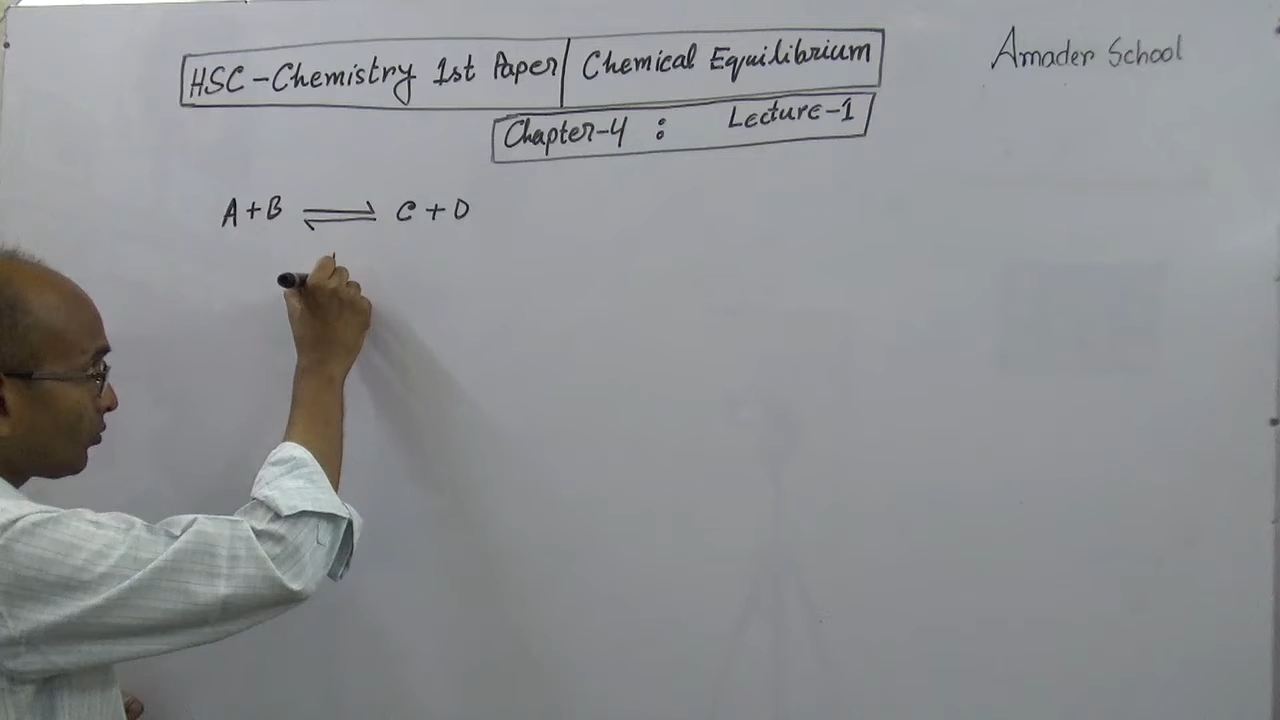 HSC-Chemistry 1st Paper Chemical Equilibrium
Amader School
Chapter-4 : Lecture-1
A+B ⇌ C+D